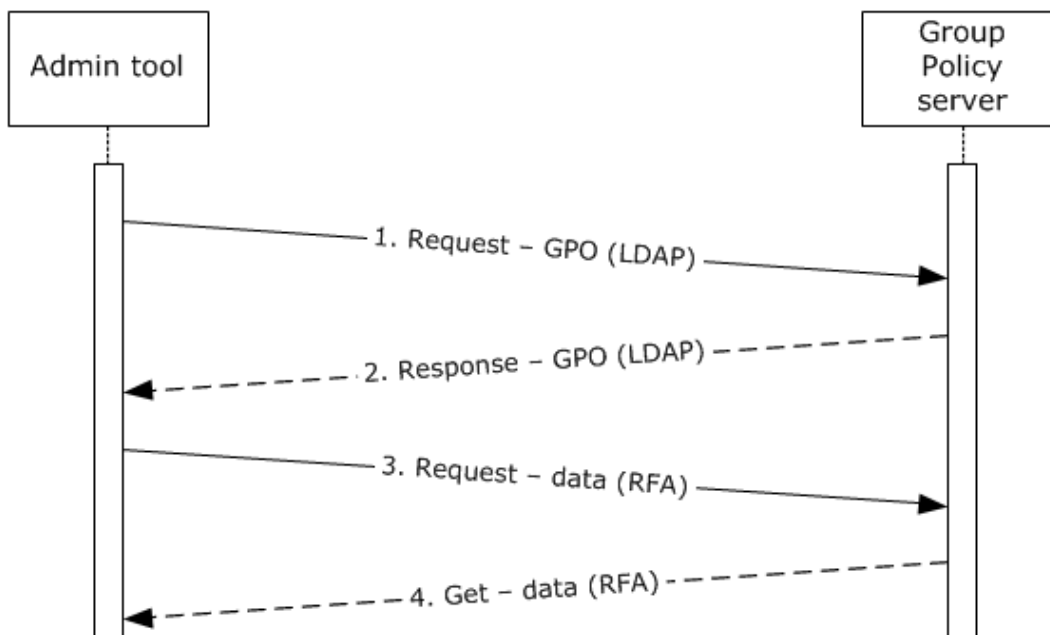 Admin tool
Group
Policy
server
1. Request – GPO (LDAP)
2. Response – GPO (LDAP)
3. Request – data (RFA)
4. Get – data (RFA)